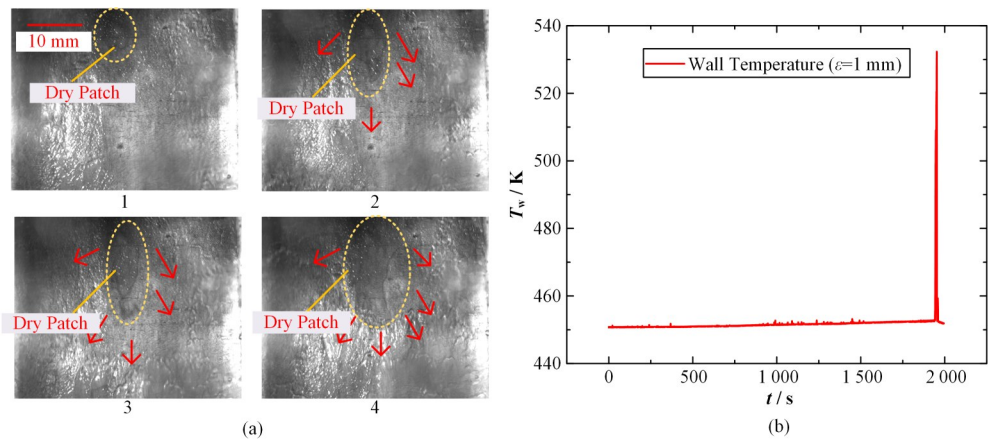 10 mm
Dry Patch
1
Dry Patch
2
Dry Patch
3
Dry Patch
4
(a)
540
520
500
480
460
440
T_w / K
Wall Temperature (ε=1 mm)
0
500
1 000
1 500
2 000
t / s
(b)